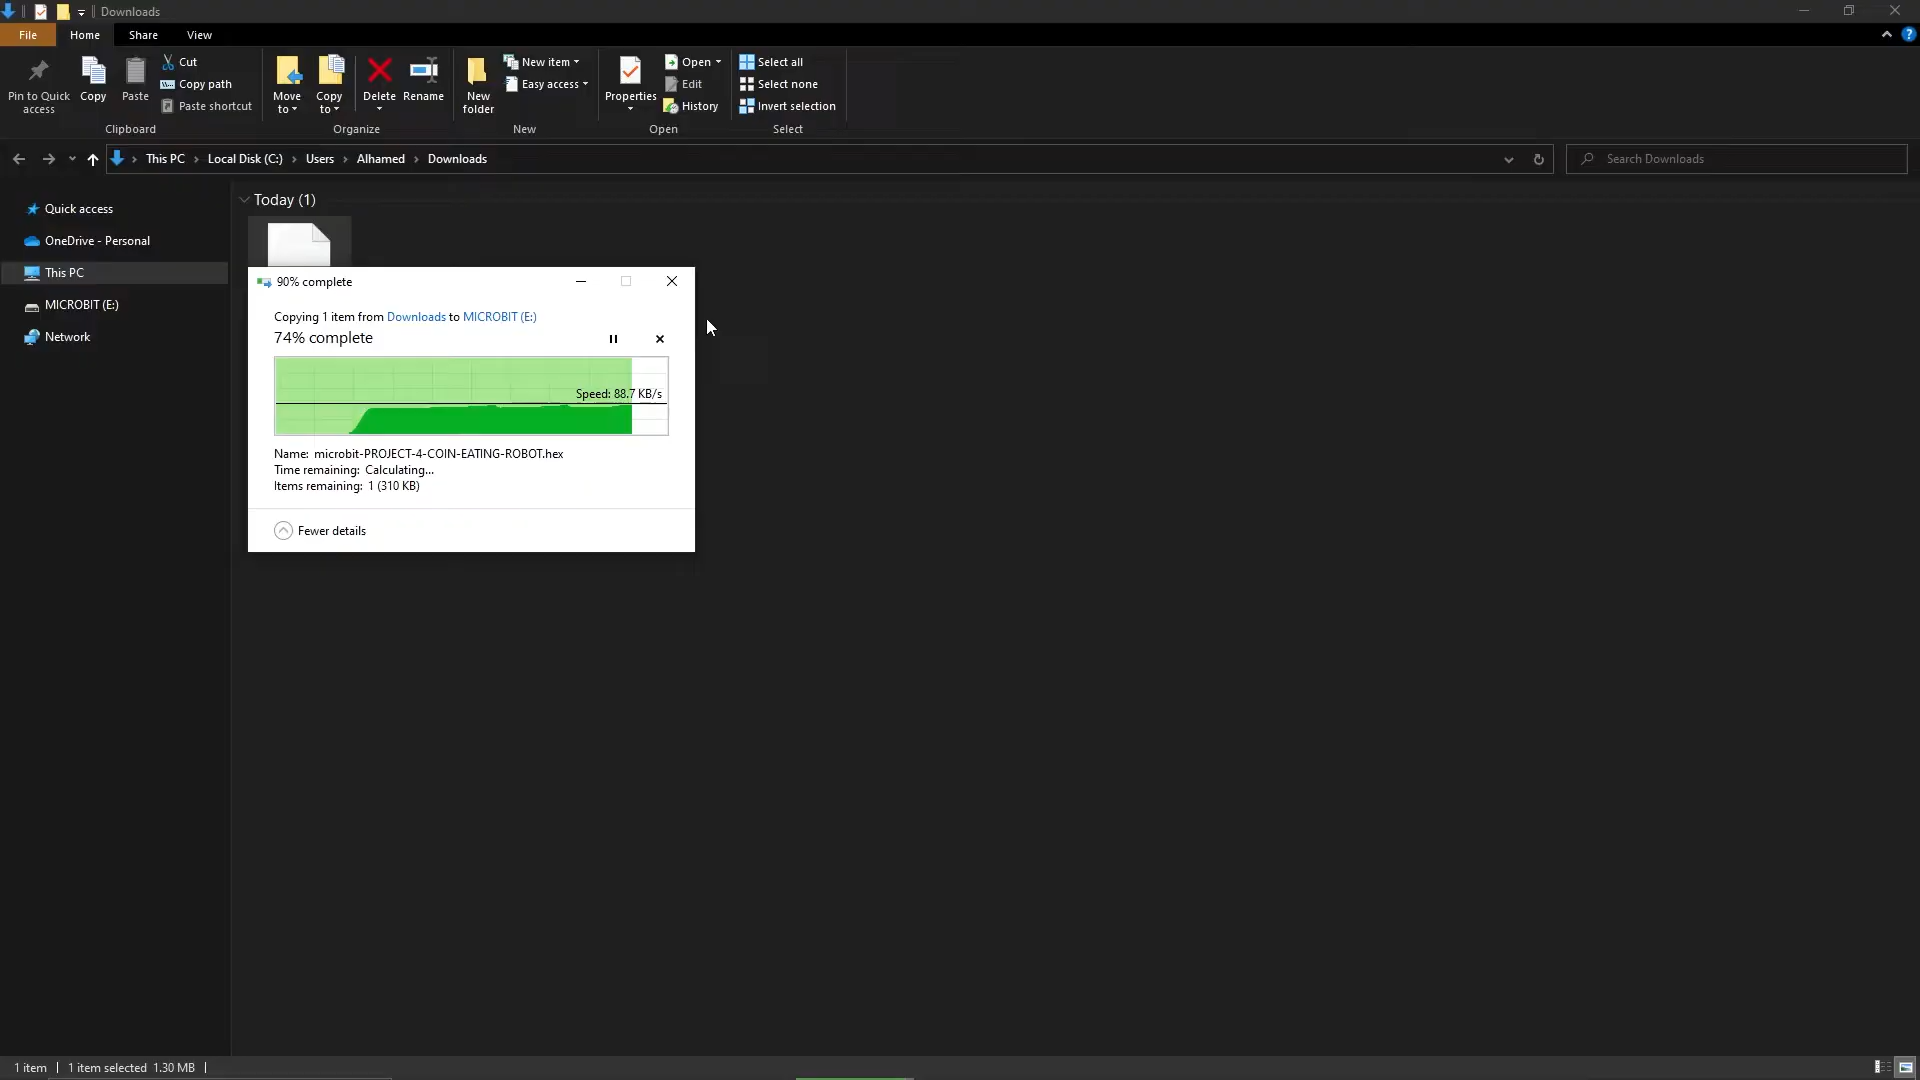 Downloads
File Home Share View
Pin to Quick access
Copy
Paste
Cut
Copy path
Paste shortcut
Clipboard
Move to
Copy to
Delete
Rename
Organize
New folder
New item
Easy access
New
Properties
Open
Edit
History
Open
Select all
Select none
Invert selection
Select
This PC Local Disk (C:) Users Alhamed Downloads
Search Downloads
Quick access
OneDrive - Personal
This PC
MICROBIT (E:)
Network
Today (1)
90% complete
Copying 1 item from Downloads to MICROBIT (E:)
74% complete
Speed: 88.7 KB/s
Name: microbit-PROJECT-4-COIN-EATING-ROBOT.hex
Time remaining: Calculating...
Items remaining: 1 (310 KB)
Fewer details
1 item 1 item selected 1.30 MB